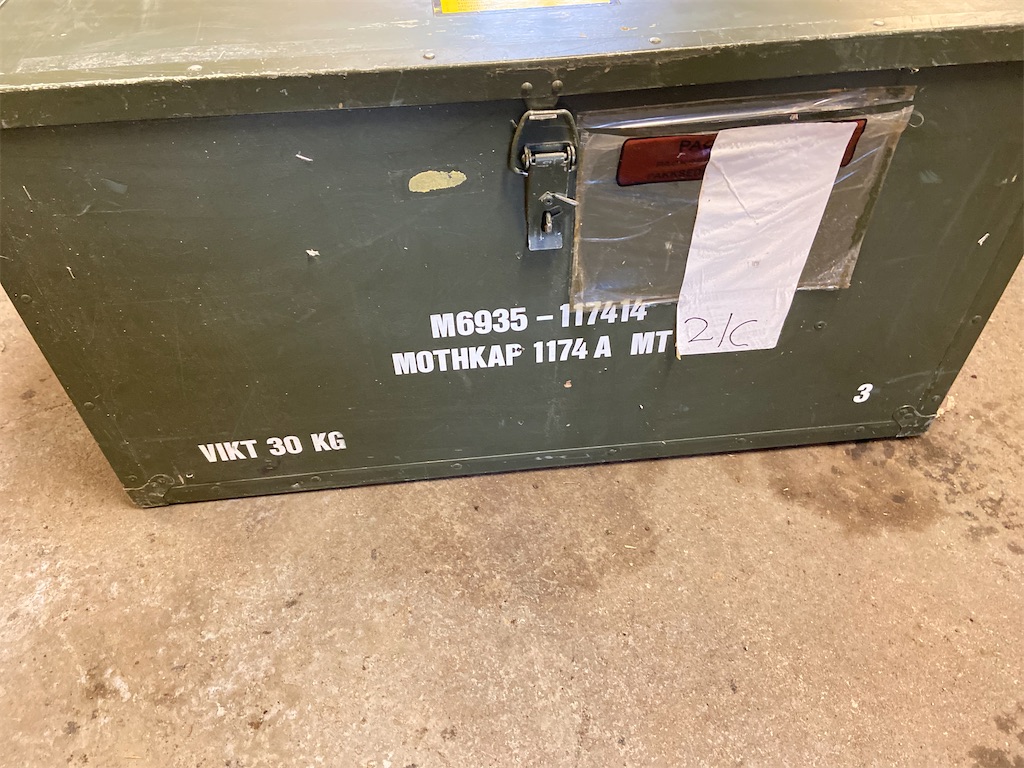 M6935 - 117414
MOTHKAP 1174 A MT
2/C
3
VIKT 30 KG